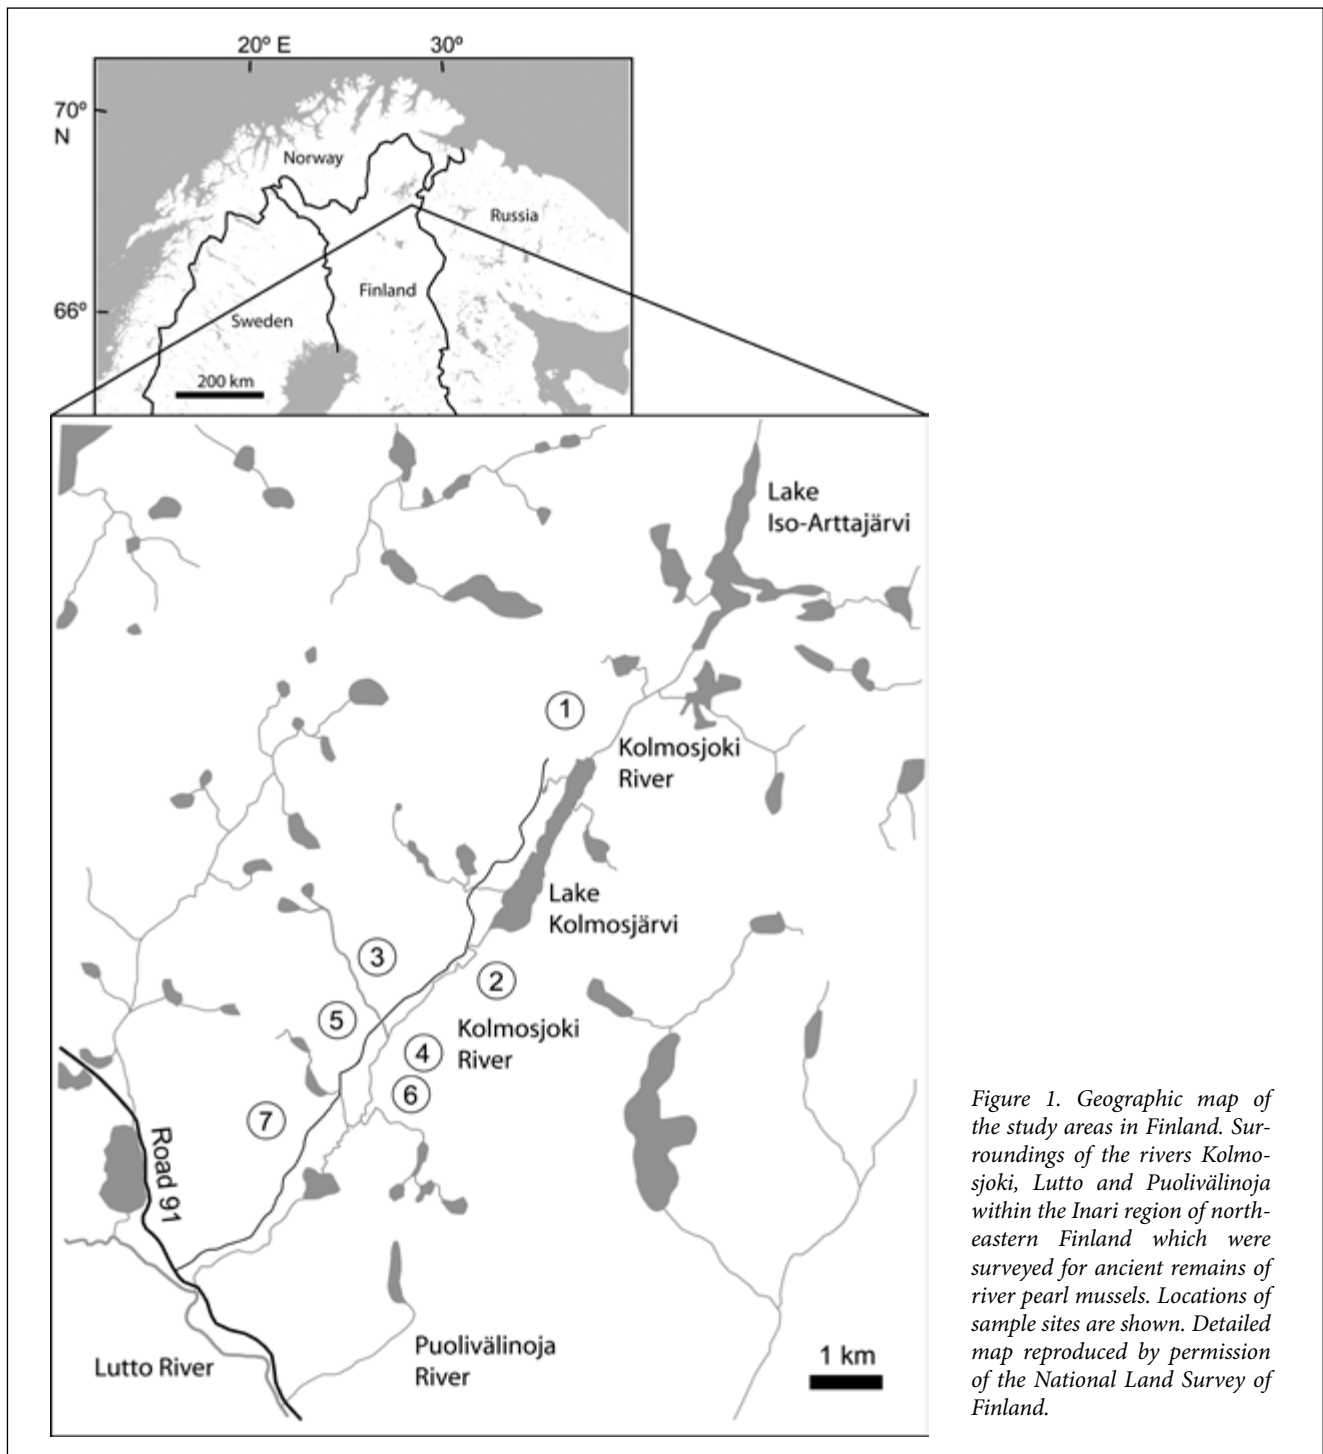 20º E
30º
70º
N
Norway
Russia
Finland
66º
Sweden
200 km
Lake
Iso-Arttajärvi
1
Kolmosjoki
River
Lake
Kolmosjärvi
3
2
5
Kolmosjoki
River
4
6
7
Road 91
Puolivälinoja
River
Lutto River
1 km
Figure 1. Geographic map of
the study areas in Finland. Sur-
roundings of the rivers Kolmo-
sjoki, Lutto and Puolivälinoja
within the Inari region of north-
eastern Finland which were
surveyed for ancient remains of
river pearl mussels. Locations of
sample sites are shown. Detailed
map reproduced by permission
of the National Land Survey of
Finland.